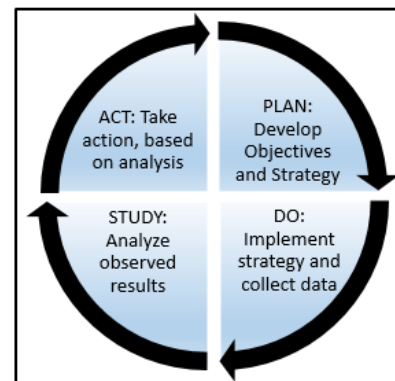 ACT: Take
action, based
on analysis
PLAN:
Develop
Objectives
and Strategy
STUDY:
Analyze
observed
results
DO:
Implement
strategy and
collect data